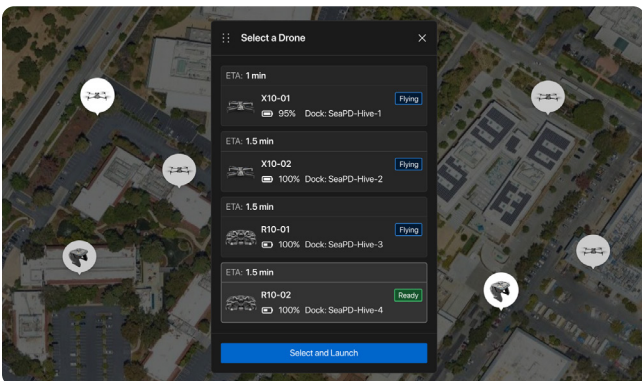 Select a Drone
ETA: 1 min
X10-01
Flying
95% Dock: SeaPD-Hive-1
ETA: 1.5 min
X10-02
Flying
100% Dock: SeaPD-Hive-2
ETA: 1.5 min
R10-01
Flying
100% Dock: SeaPD-Hive-3
ETA: 1.5 min
R10-02
Ready
100% Dock: SeaPD-Hive-4
Select and Launch